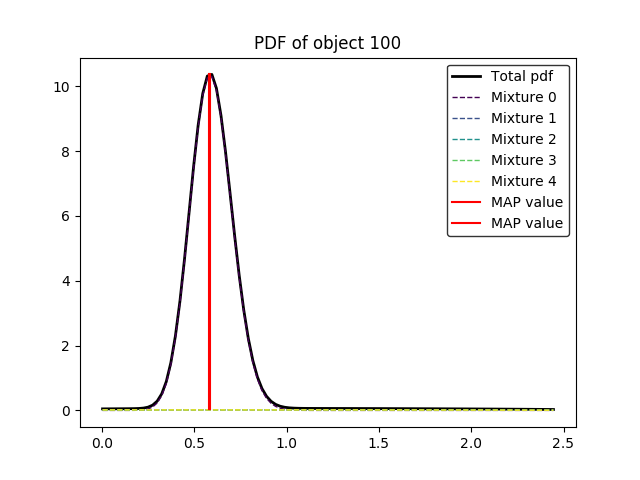 PDF of object 100
Total pdf
Mixture 0
Mixture 1
Mixture 2
Mixture 3
Mixture 4
MAP value
MAP value
10
8
6
4
2
0
0.0 0.5 1.0 1.5 2.0 2.5